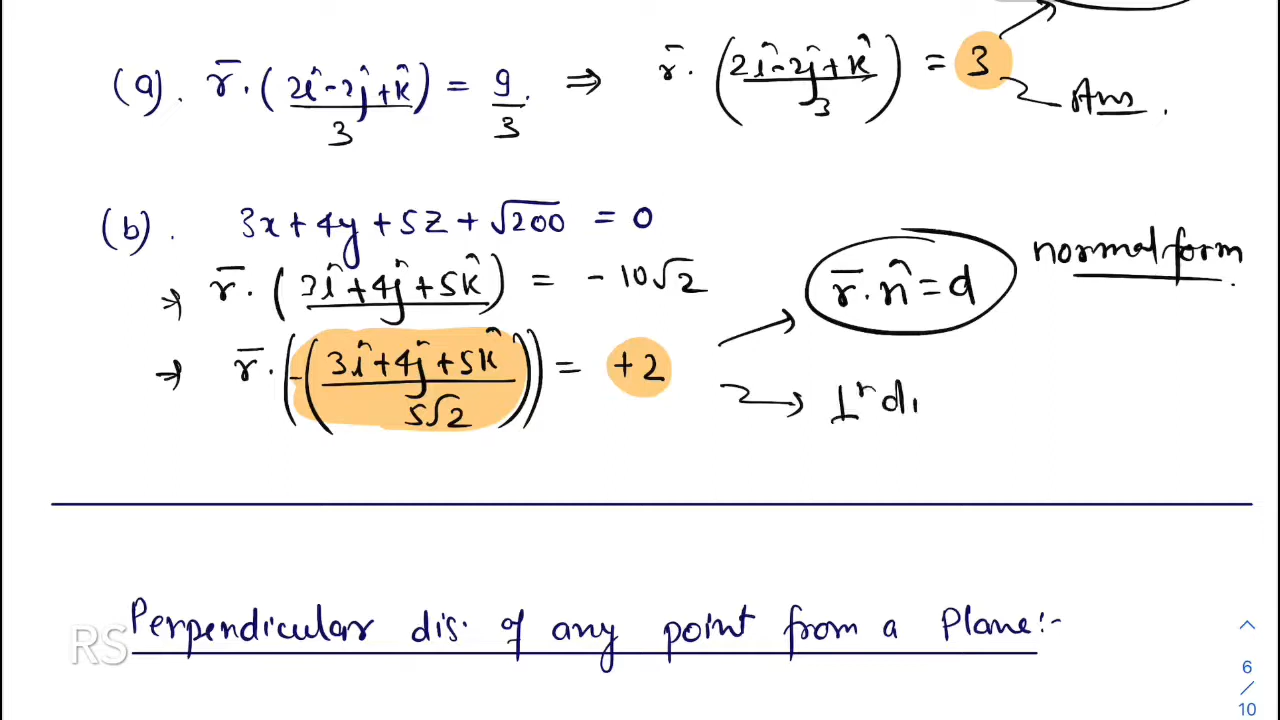 (a). r̄·(2î-2ĵ+k̂)/3 = 9/3. ⇒ r̄·(2î-2ĵ+k̂)/3 = 3
Ans.
(b). 3x+4y+5z+√200 = 0
→ r̄·(3î+4ĵ+5k̂) = -10√2
r̄·n̂=d normal form
→ r̄·(-(3î+4ĵ+5k̂)/5√2) = +2
⊥r di
Perpendicular dis. of any point from a Plane:-
RS
6
/
10